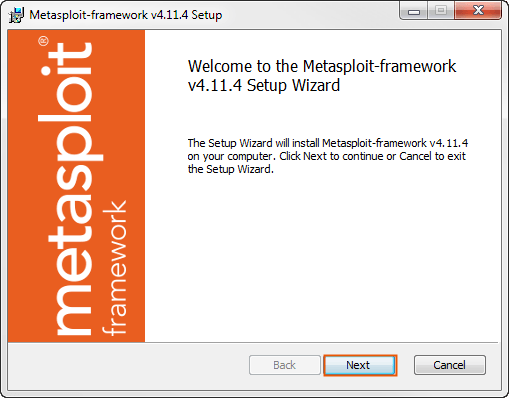 Metasploit-framework v4.11.4 Setup
metasploit®
framework
Welcome to the Metasploit-framework
v4.11.4 Setup Wizard
The Setup Wizard will install Metasploit-framework v4.11.4
on your computer. Click Next to continue or Cancel to exit
the Setup Wizard.
Back
Next
Cancel